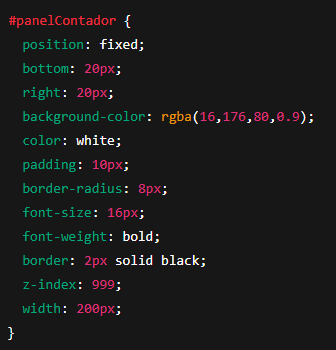 #panelContador {
  position: fixed;
  bottom: 20px;
  right: 20px;
  background-color: rgba(16,176,80,0.9);
  color: white;
  padding: 10px;
  border-radius: 8px;
  font-size: 16px;
  font-weight: bold;
  border: 2px solid black;
  z-index: 999;
  width: 200px;
}